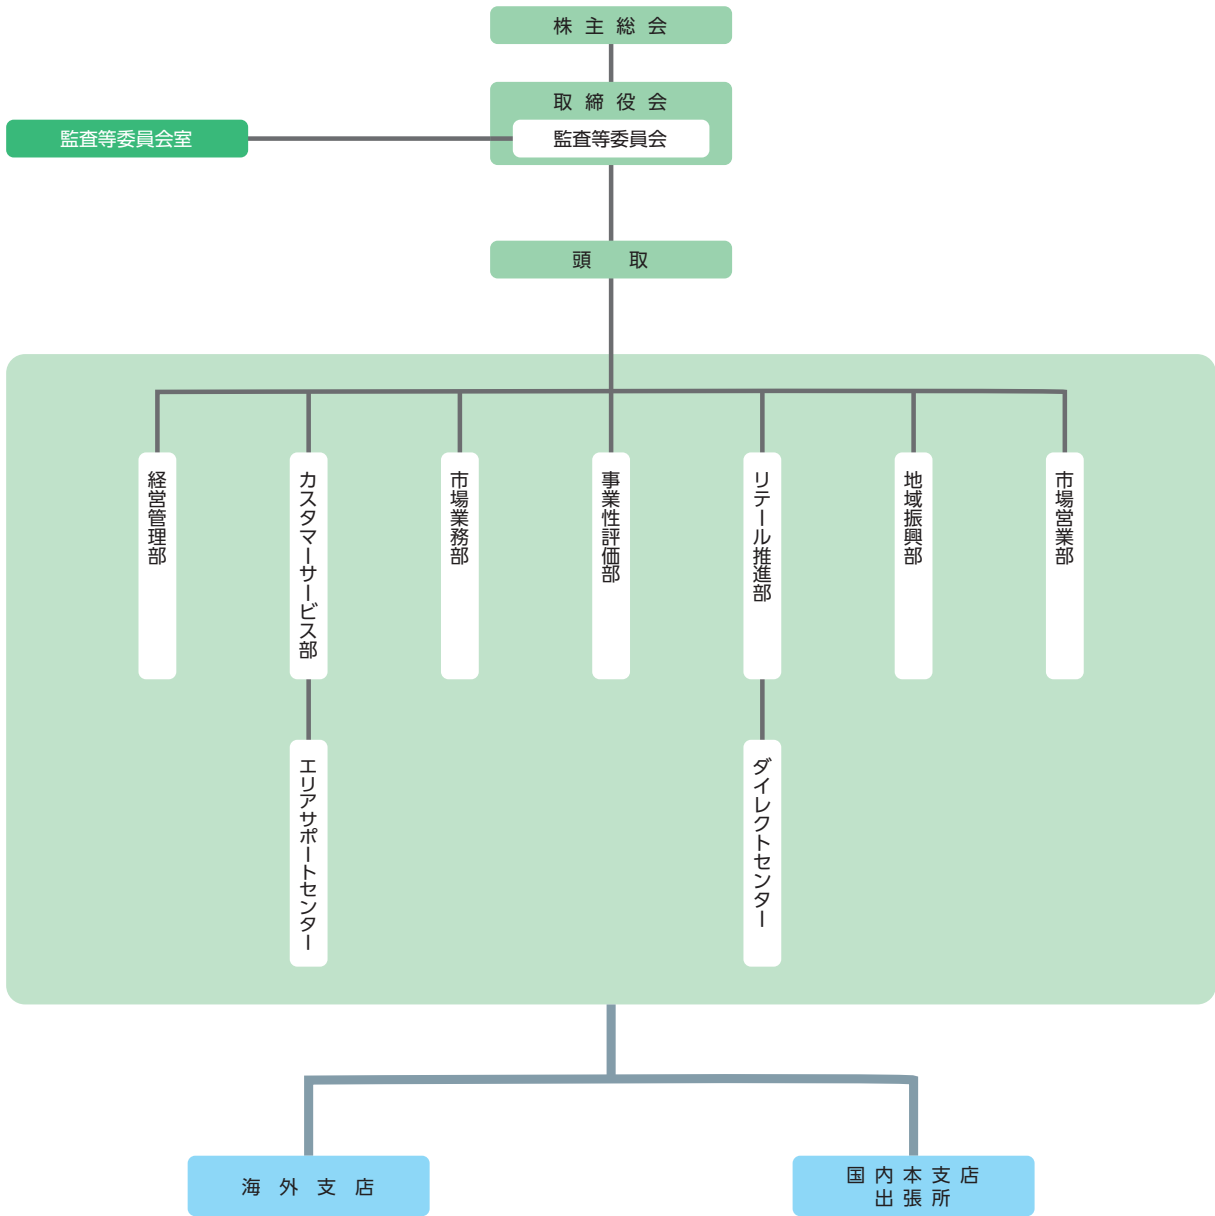 株主総会
取締役会
監査等委員会室
監査等委員会
頭取
経営管理部
カスタマーサービス部
市場業務部
事業性評価部
リテール推進部
地域振興部
市場営業部
エリアサポートセンター
ダイレクトセンター
海外支店
国内本支店
出張所